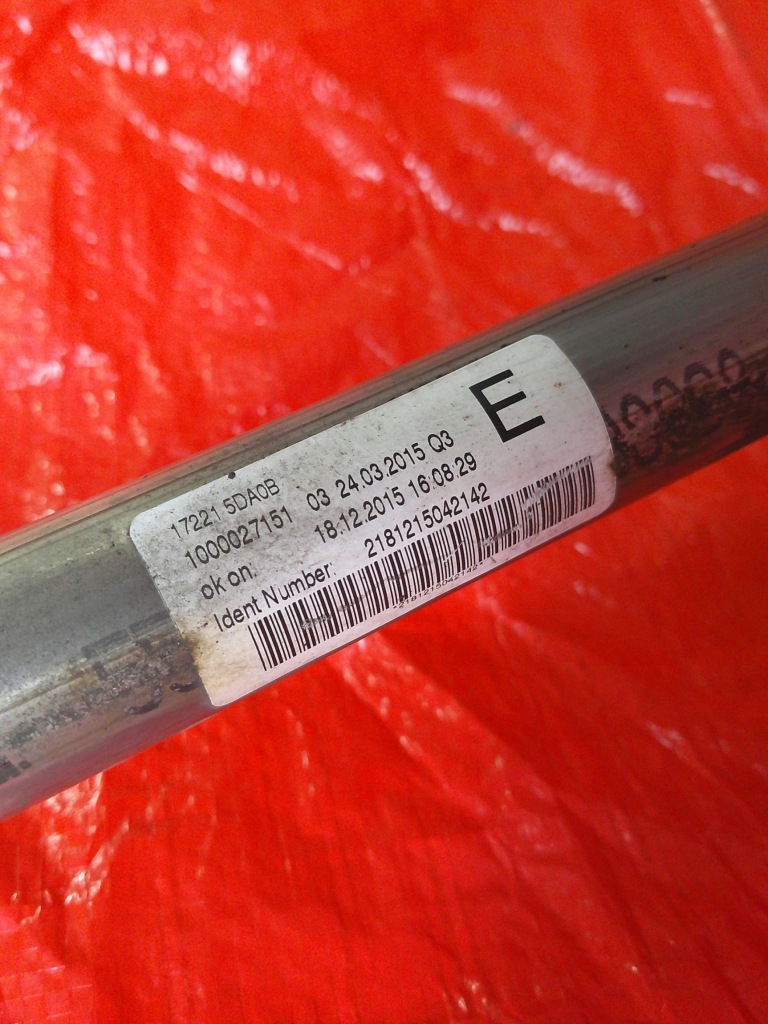 E
17221 5DA0B
1000027151 03 24.03.2015 Q3
ok on: 18.12.2015 16:08:29
Ident Number: 2181215042142
*2181215042142*